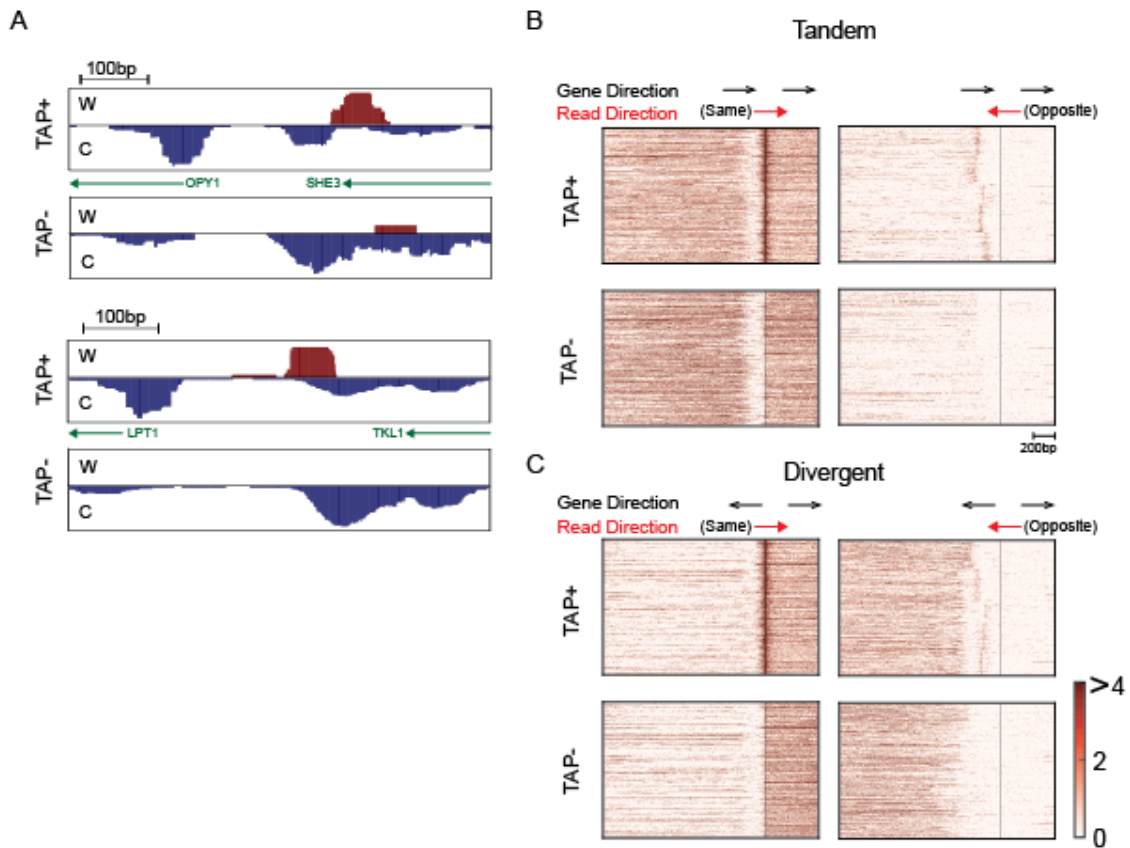 A
100bp
TAP+
W
C
OPY1 SHE3
TAP-
W
C
100bp
TAP+
W
C
LPT1 TKL1
TAP-
W
C
B
Tandem
Gene Direction
Read Direction (Same) (Opposite)
TAP+
TAP-
200bp
C
Divergent
Gene Direction
Read Direction (Same) (Opposite)
TAP+
TAP-
>4
2
0